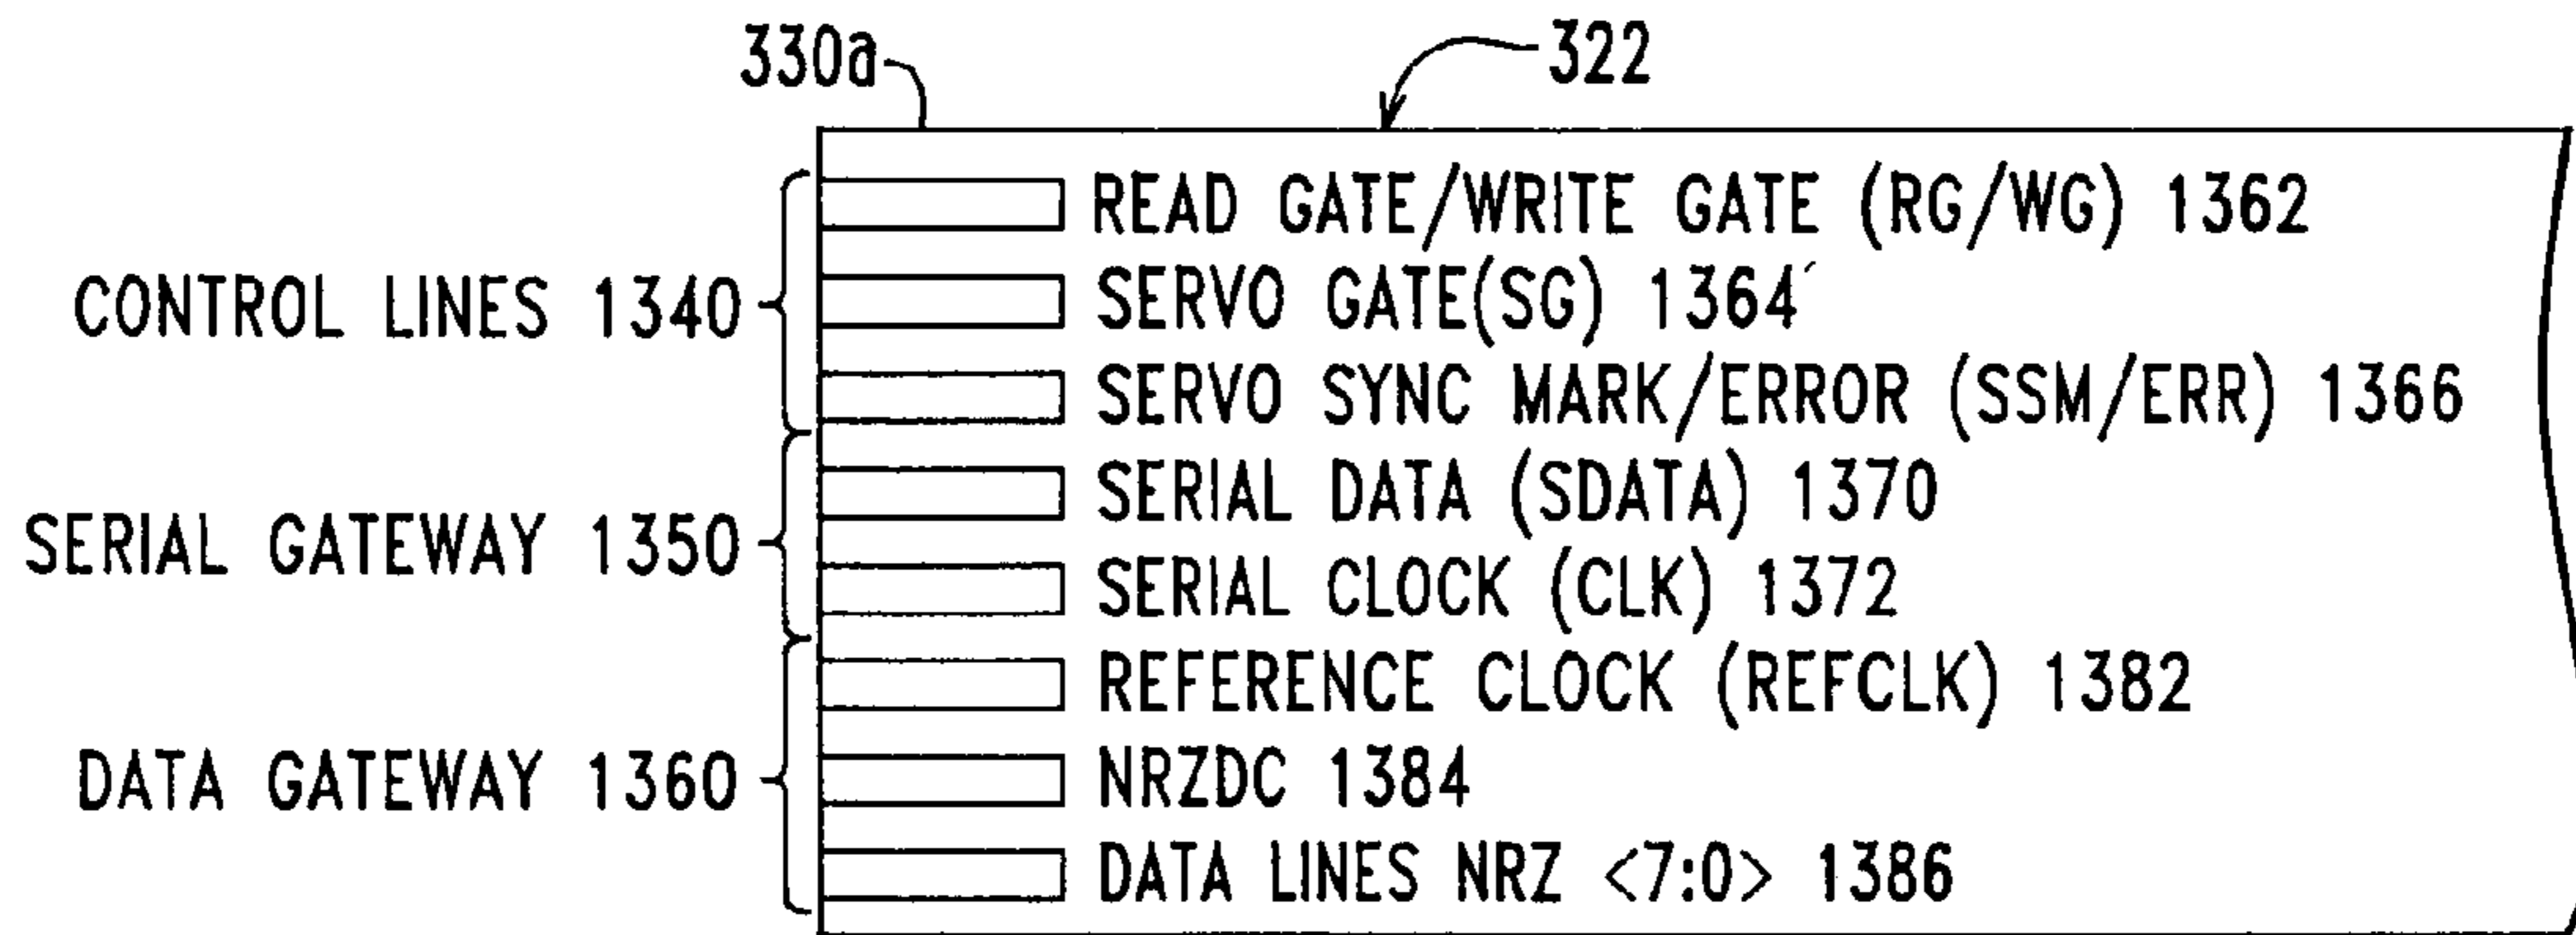 330a
322
READ GATE/WRITE GATE (RG/WG) 1362
CONTROL LINES 1340
SERVO GATE(SG) 1364
SERVO SYNC MARK/ERROR (SSM/ERR) 1366
SERIAL GATEWAY 1350
SERIAL DATA (SDATA) 1370
SERIAL CLOCK (CLK) 1372
DATA GATEWAY 1360
REFERENCE CLOCK (REFCLK) 1382
NRZDC 1384
DATA LINES NRZ <7:0> 1386